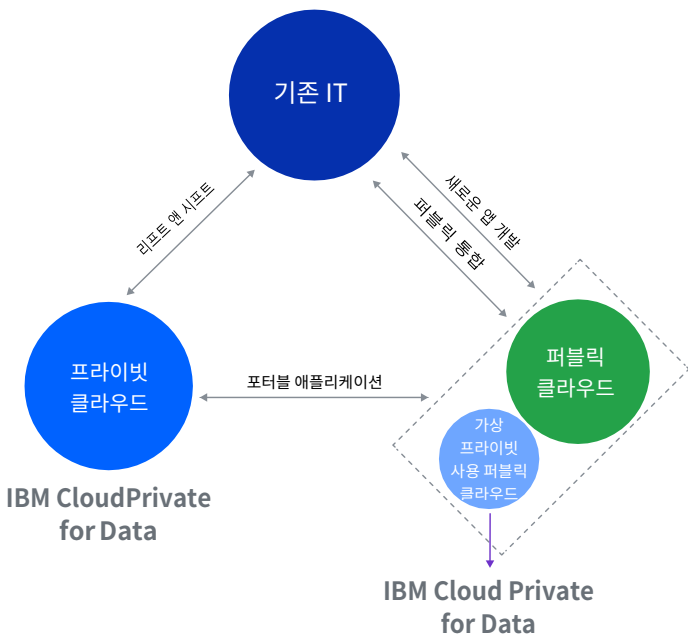 기존 IT
리프트 앤 시프트
새로운 앱 개발
퍼블릭 통합
프라이빗
클라우드
포터블 애플리케이션
퍼블릭
클라우드
가상
프라이빗
사용 퍼블릭
클라우드
IBM CloudPrivate
for Data
IBM Cloud Private
for Data